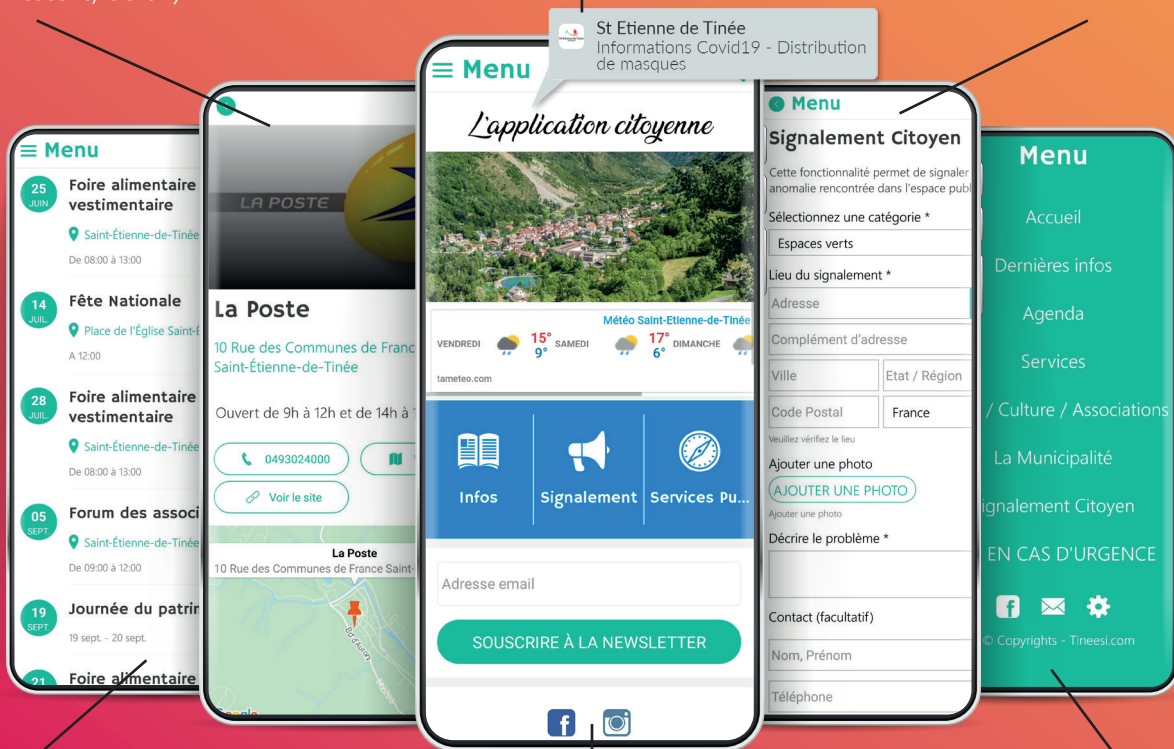 St Etienne de Tinée
Informations Covid19 - Distribution
de masques
Menu
25
JUIN
Foire alimentaire
vestimentaire
Saint-Étienne-de-Tinée
De 08:00 à 13:00
14
JUIL.
Fête Nationale
Place de l'Église Saint-É
A 12:00
28
JUIL.
Foire alimentaire
vestimentaire
Saint-Étienne-de-Tinée
De 08:00 à 13:00
05
SEPT.
Forum des associ
Saint-Étienne-de-Tinée
De 09:00 à 12:00
19
SEPT.
Journée du patrir
19 sept. - 20 sept.
21
Foire alimentaire
LA POSTE
La Poste
10 Rue des Communes de Franc
Saint-Étienne-de-Tinée
Ouvert de 9h à 12h et de 14h à 1
0493024000
Voir le site
La Poste
10 Rue des Communes de France Saint-
Bd d'Auron
Google
Menu
L'application citoyenne
Météo Saint-Etienne-de-Tinée
VENDREDI 15° 9° SAMEDI 17° 6° DIMANCHE
tameteo.com
Infos Signalement Services Pu...
Adresse email
SOUSCRIRE À LA NEWSLETTER
Menu
Signalement Citoyen
Cette fonctionnalité permet de signaler
anomalie rencontrée dans l'espace publ
Sélectionnez une catégorie *
Espaces verts
Lieu du signalement *
Adresse
Complément d'adresse
Ville Etat / Région
Code Postal France
Veuillez vérifiez le lieu
Ajouter une photo
AJOUTER UNE PHOTO
Ajouter une photo
Décrire le problème *
Contact (facultatif)
Nom, Prénom
Téléphone
Menu
Accueil
Dernières infos
Agenda
Services
/ Culture / Associations
La Municipalité
ignalement Citoyen
EN CAS D'URGENCE
© Copyrights - Tineesi.com